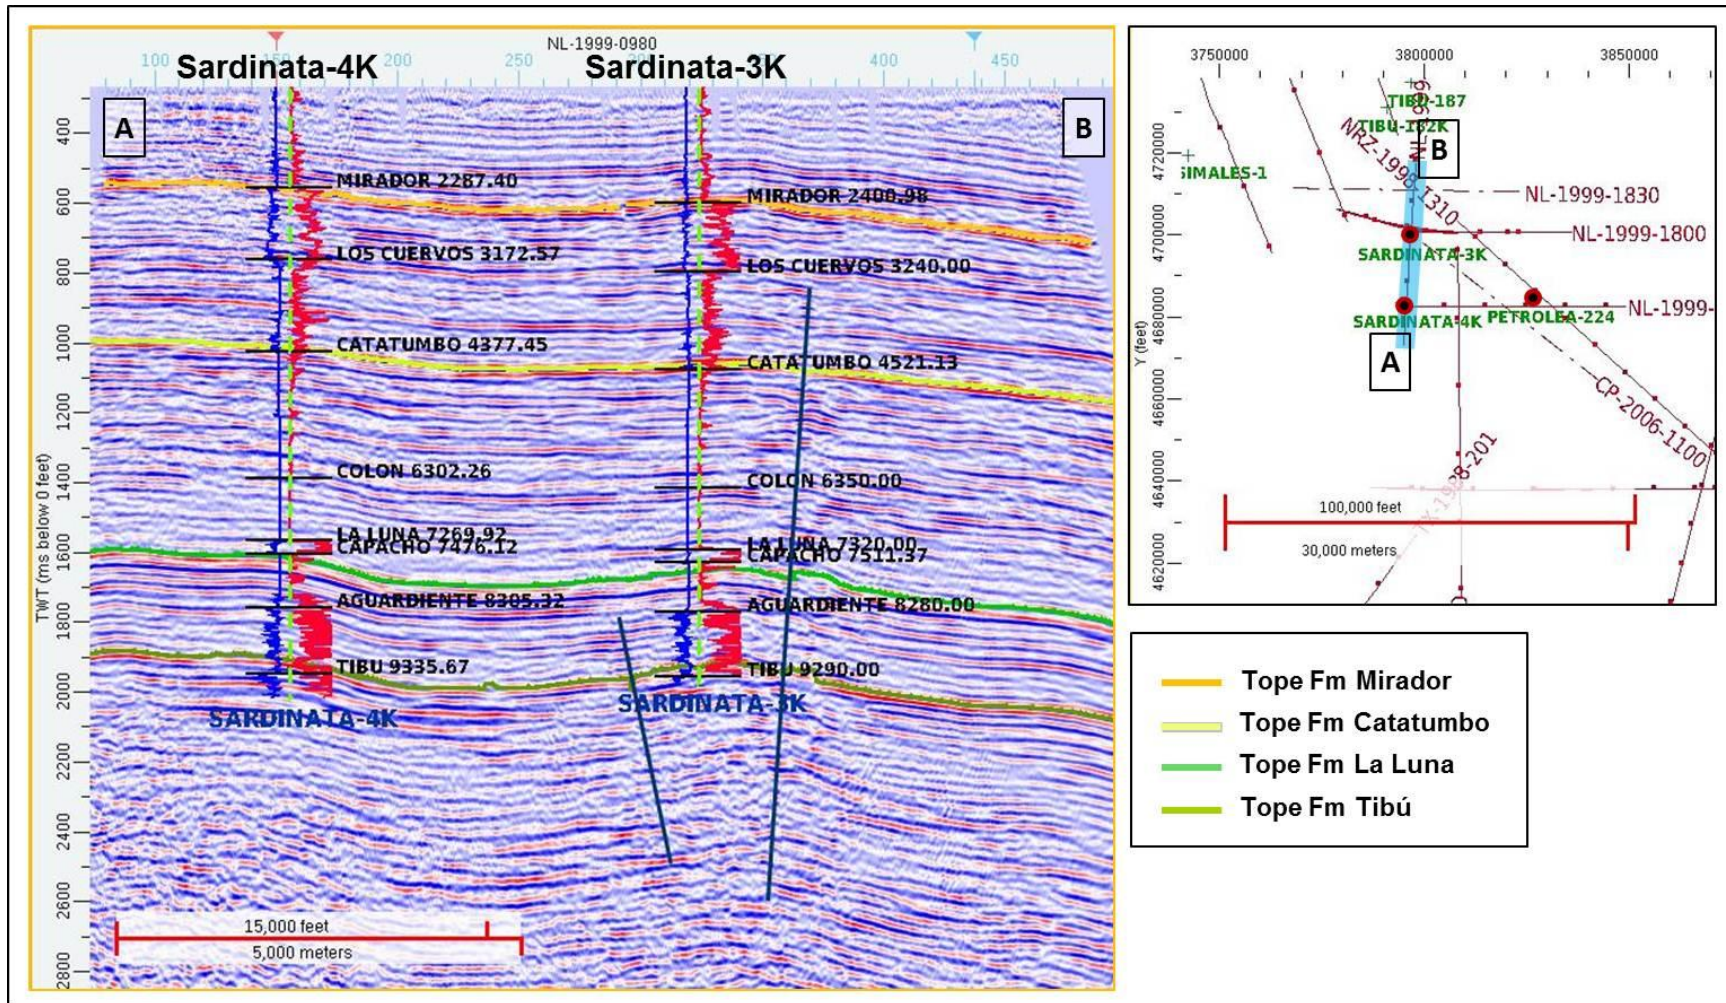 NL-1999-0980
100 150 200 250 400 450
Sardinata-4K
Sardinata-3K
A
B
TWT (ms below 0 feet)
400
600
800
1000
1200
1400
1600
1800
2000
2200
2400
2600
2800
MIRADOR 2287.40
LOS CUERVOS 3172.57
CATATUMBO 4377.45
COLON 6302.26
LA LUNA 7269.92
CAPACHO 7476.12
AGUARDIENTE 8305.32
TIBU 9335.67
SARDINATA-4K
MIRADOR 2400.98
LOS CUERVOS 3240.00
CATATUMBO 4521.13
COLON 6350.00
LA LUNA 7320.00
CAPACHO 7511.37
AGUARDIENTE 8280.00
TIBU 9290.00
SARDINATA-3K
15,000 feet
5,000 meters
3750000 3800000 3850000
Y (feet)
4720000
4700000
4680000
4660000
4640000
4620000
TIBU-187
TIBU-182K
SIMALES-1
NRZ-1998-1310
B
NL-1999-1830
NL-1999-1800
SARDINATA-3K
NL-1999-
SARDINATA-4K
PETROLEA-224
A
CP-2006-1100
TX-1988-201
100,000 feet
30,000 meters
Tope Fm Mirador
Tope Fm Catatumbo
Tope Fm La Luna
Tope Fm Tibú